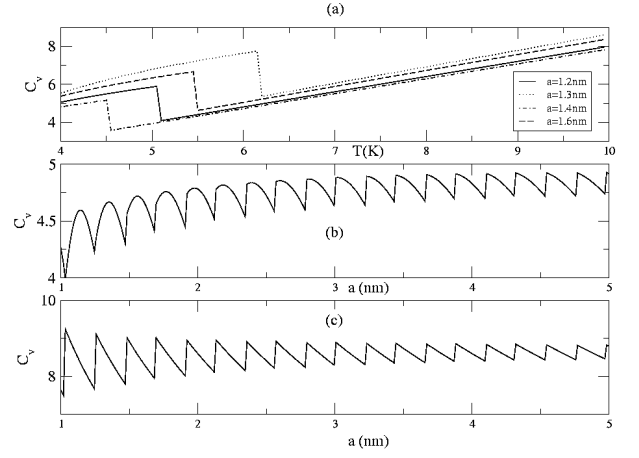 (a)
8
6
4
C_v
a=1.2nm
a=1.3nm
a=1.4nm
a=1.6nm
4 5 6 7 8 9 10
T(K)
5
4.5
4
C_v
(b)
1 2 3 4 5
a (nm)
10
8
C_v
(c)
1 2 3 4 5
a (nm)